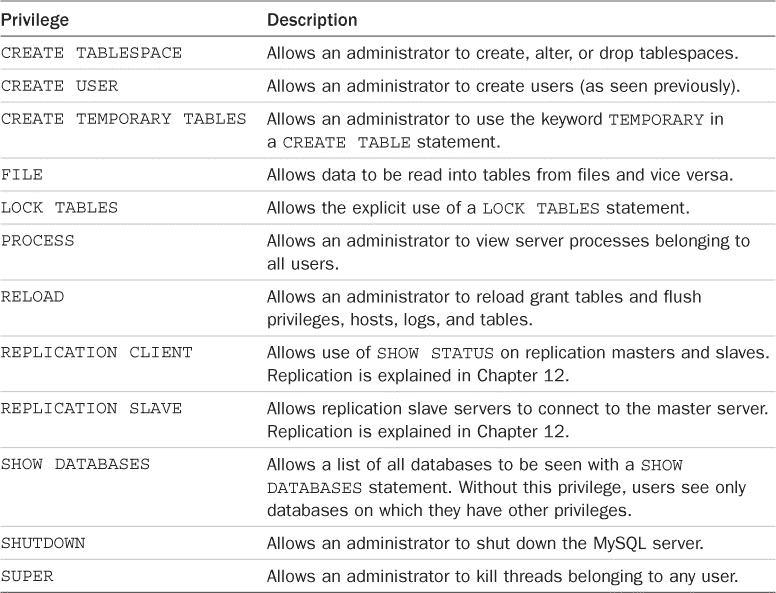 Privilege Description
CREATE TABLESPACE Allows an administrator to create, alter, or drop tablespaces.
CREATE USER Allows an administrator to create users (as seen previously).
CREATE TEMPORARY TABLES Allows an administrator to use the keyword TEMPORARY in
a CREATE TABLE statement.
FILE Allows data to be read into tables from files and vice versa.
LOCK TABLES Allows the explicit use of a LOCK TABLES statement.
PROCESS Allows an administrator to view server processes belonging to
all users.
RELOAD Allows an administrator to reload grant tables and flush
privileges, hosts, logs, and tables.
REPLICATION CLIENT Allows use of SHOW STATUS on replication masters and slaves.
Replication is explained in Chapter 12.
REPLICATION SLAVE Allows replication slave servers to connect to the master server.
Replication is explained in Chapter 12.
SHOW DATABASES Allows a list of all databases to be seen with a SHOW
DATABASES statement. Without this privilege, users see only
databases on which they have other privileges.
SHUTDOWN Allows an administrator to shut down the MySQL server.
SUPER Allows an administrator to kill threads belonging to any user.